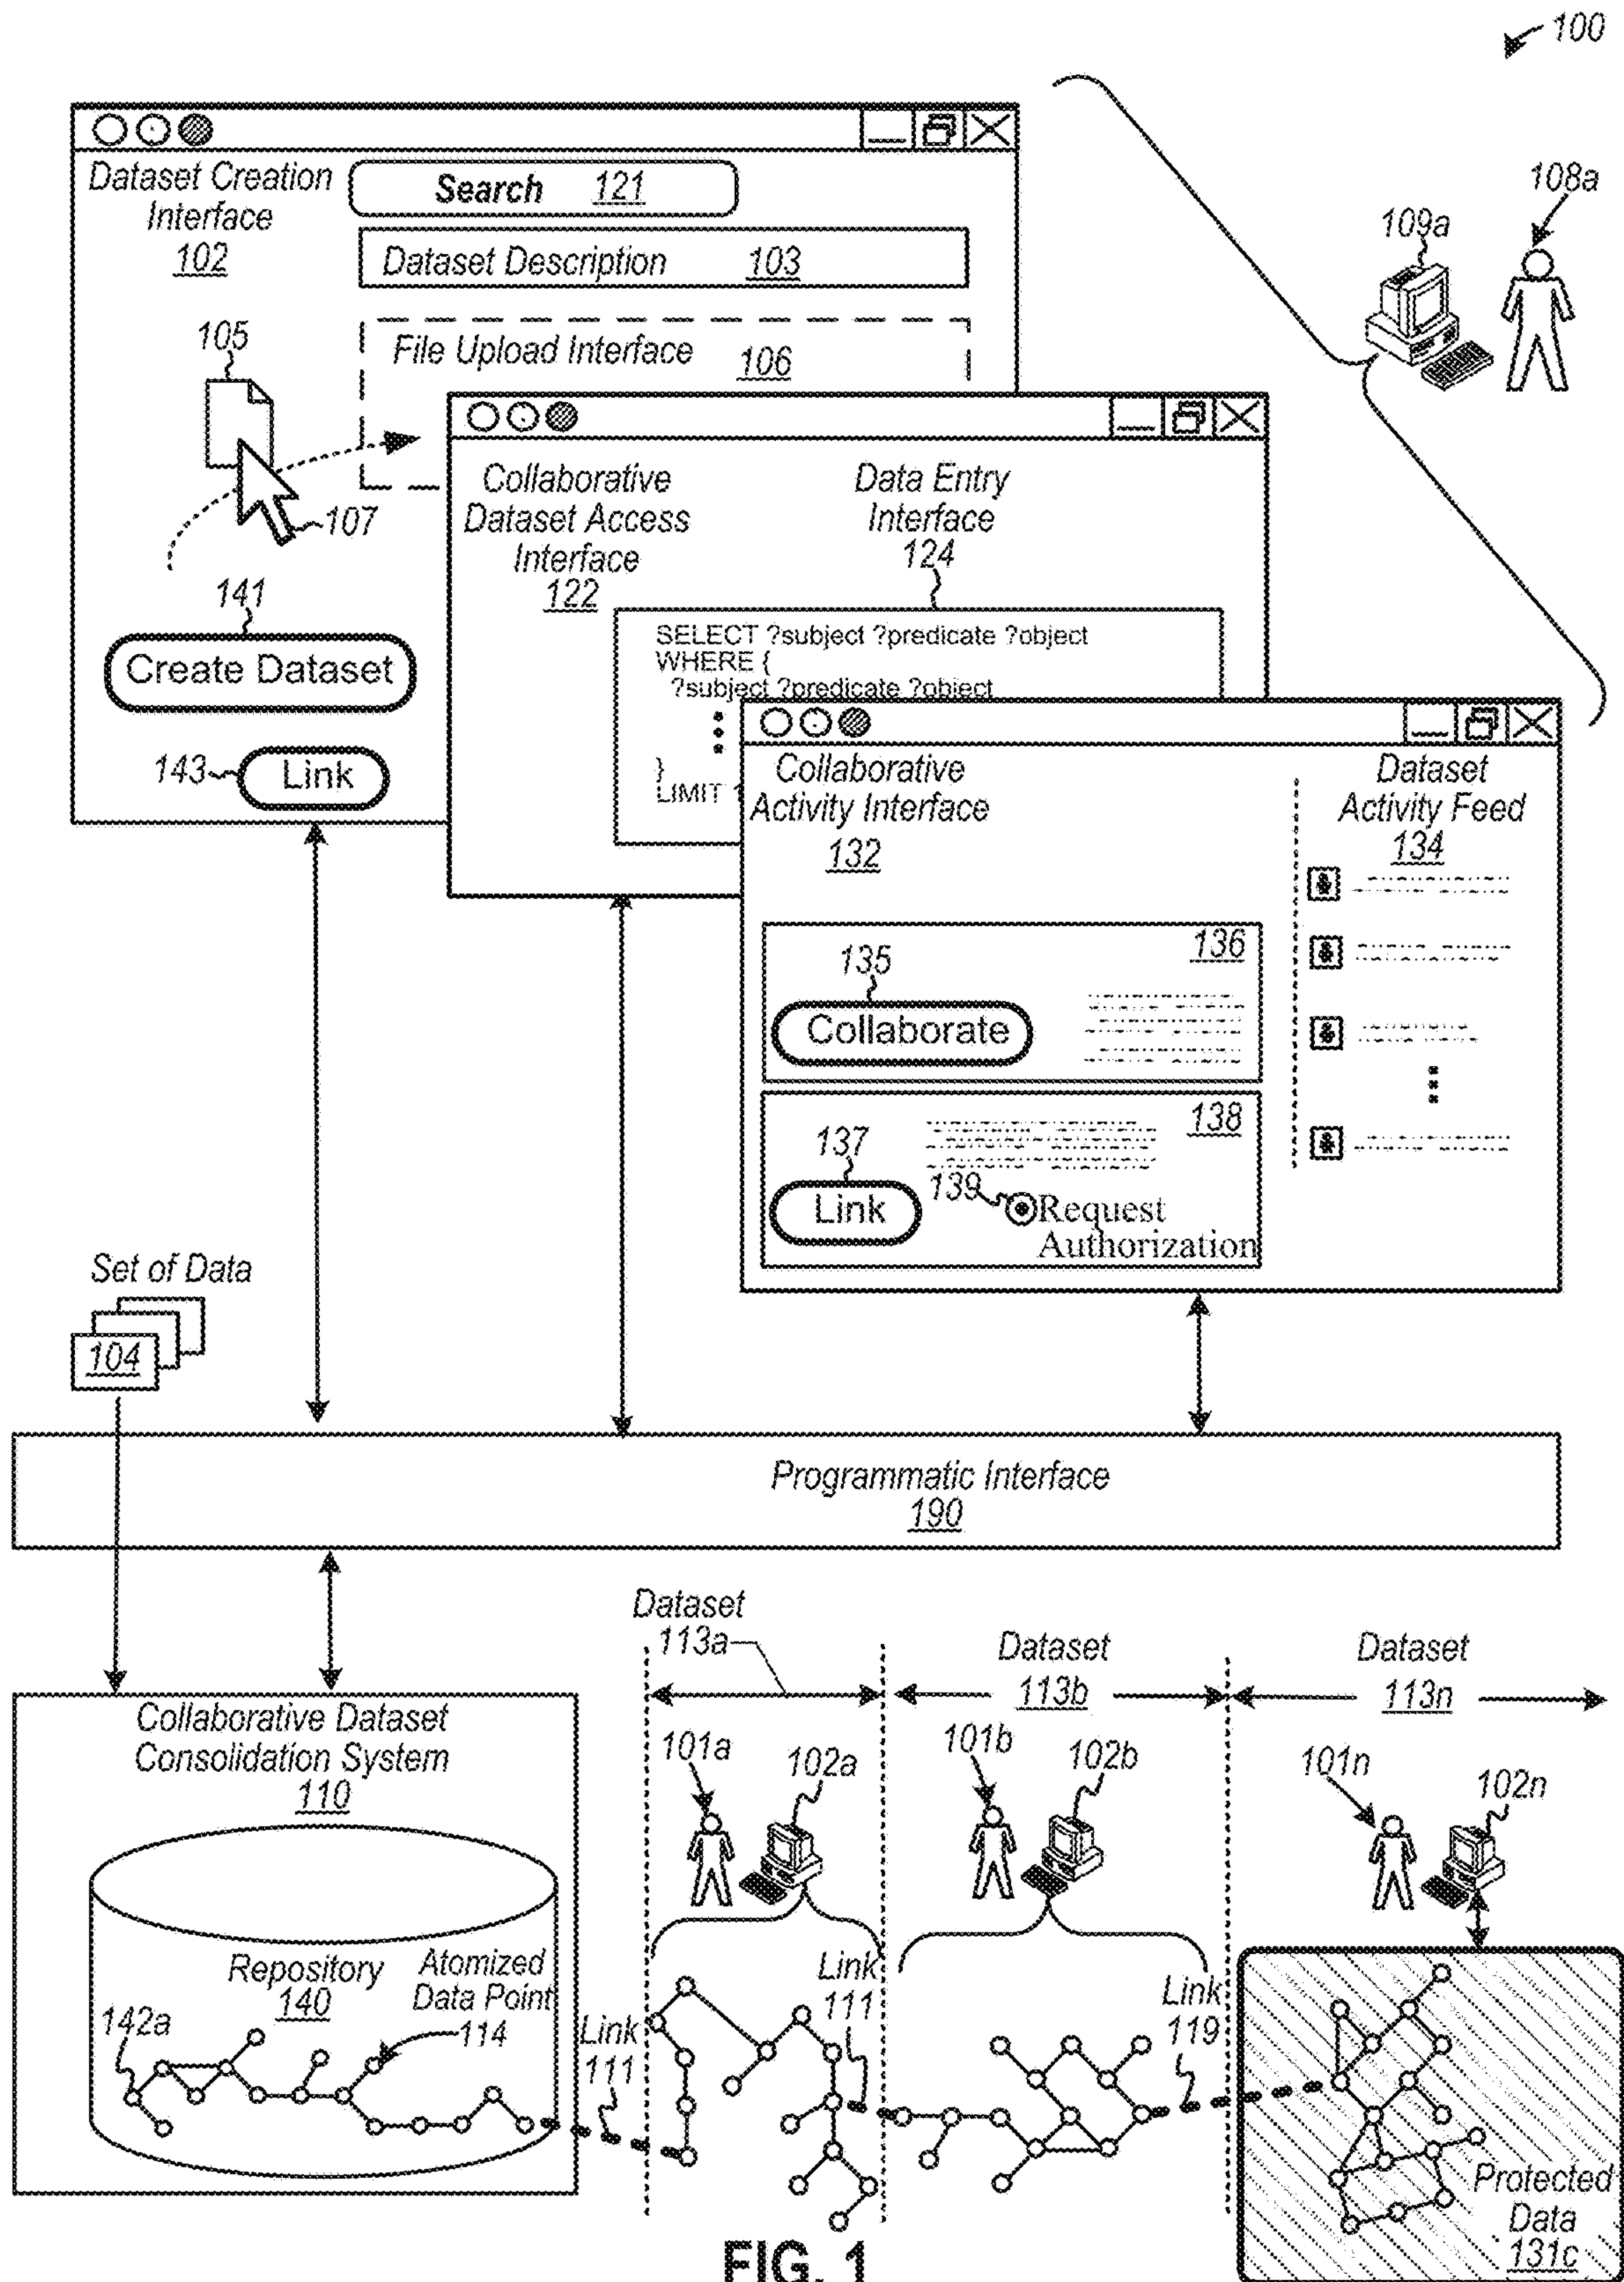 100
Dataset Creation
Interface
102
Search 121
Dataset Description 103
108a
109a
105
File Upload Interface 106
107
Collaborative
Dataset Access
Interface
122
Data Entry
Interface
124
141
Create Dataset
143
Link
SELECT ?subject ?predicate ?object
WHERE {
?subject ?predicate ?object
}
LIMIT
Collaborative
Activity Interface
132
Dataset
Activity Feed
134
136
135
Collaborate
138
137
Link
139
Request
Authorization
Set of Data
104
Programmatic Interface
190
Dataset
113a
Dataset
113b
Dataset
113n
Collaborative Dataset
Consolidation System
110
101a
102a
101b
102b
101n
102n
Repository
140
Atomized
Data Point
114
142a
Link
111
Link
111
Link
119
Protected
Data
131c
FIG. 1